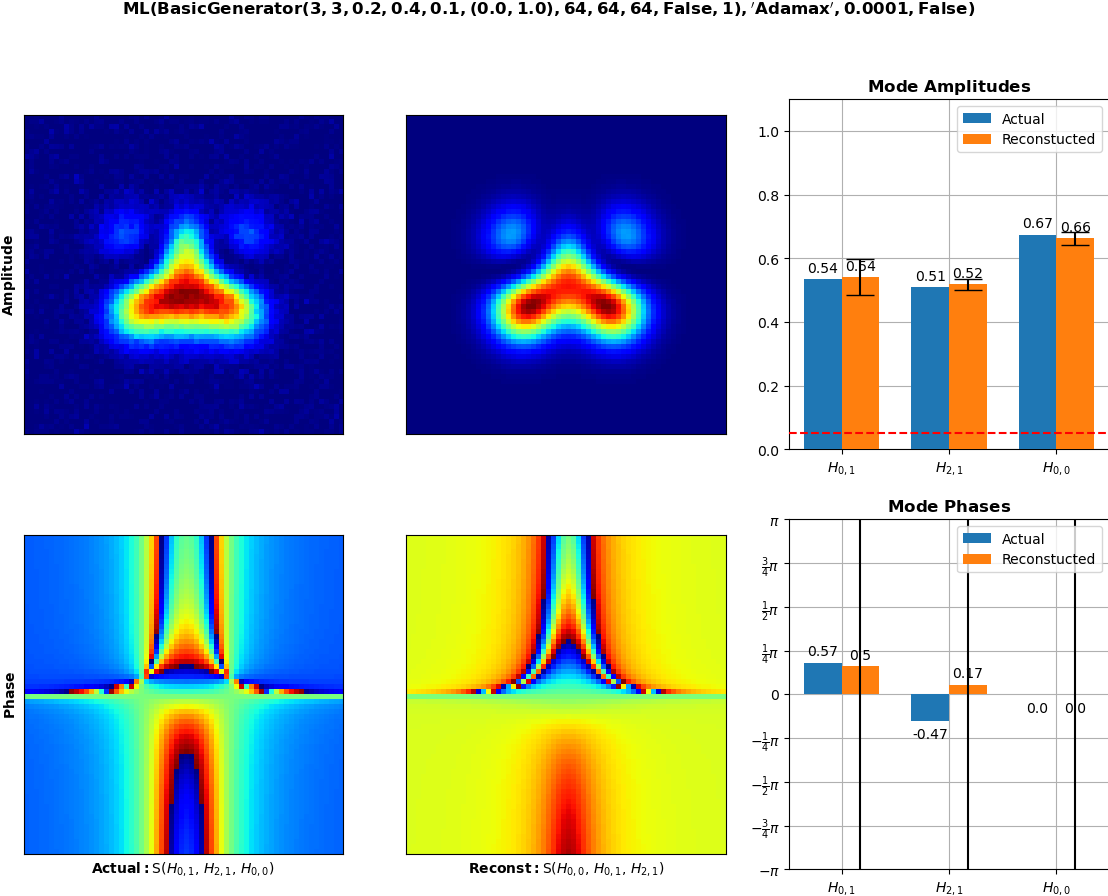 ML(BasicGenerator(3, 3, 0.2, 0.4, 0.1, (0.0, 1.0), 64, 64, 64, False, 1), 'Adamax', 0.0001, False)
Amplitude
Mode Amplitudes
Actual
Reconstucted
1.0
0.8
0.6
0.4
0.2
0.0
0.54
0.54
0.51
0.52
0.67
0.66
H0,1
H2,1
H0,0
Phase
Actual: S(H0,1, H2,1, H0,0)
Reconst: S(H0,0, H0,1, H2,1)
Mode Phases
Actual
Reconstucted
π
3/4π
1/2π
1/4π
0
−1/4π
−1/2π
−3/4π
−π
0.57
0.5
-0.47
0.17
0.0
0.0
H0,1
H2,1
H0,0